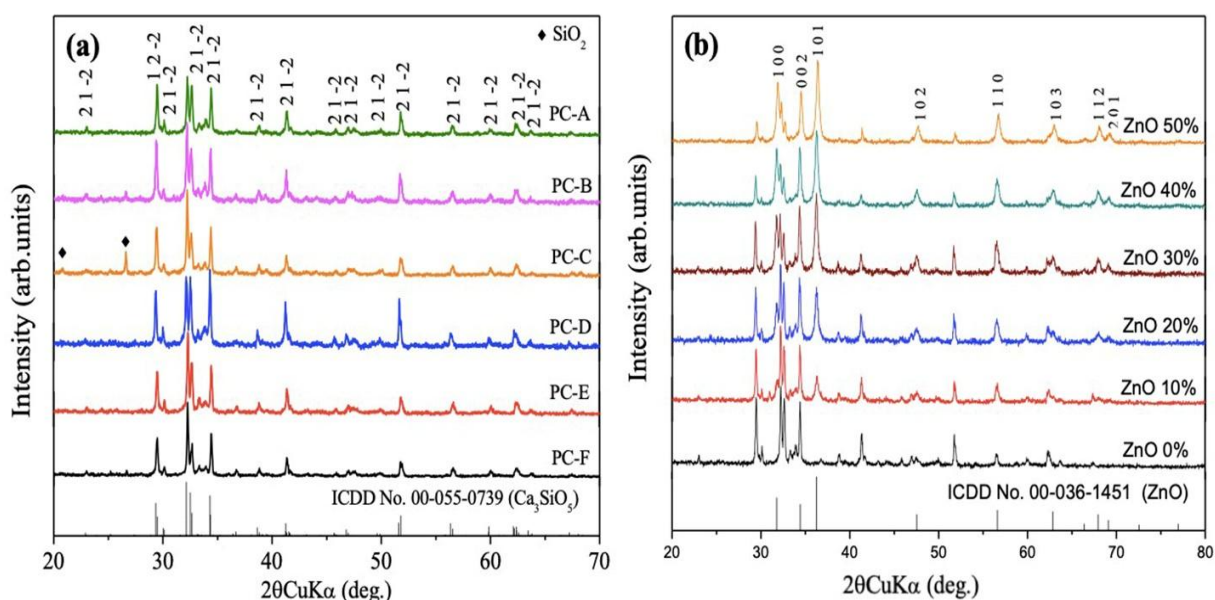 (a)
◆ SiO2
2 1 -2
1 2 -2
2 1 -2
2 1 -2
2 1 -2
2 1 -2
2 1 -2
2 1 -2
2 1 -2
2 1 -2
2 1 -2
2 1 -2
2 1 -2
2 1 -2
2 1 -2
PC-A
PC-B
PC-C
PC-D
PC-E
PC-F
ICDD No. 00-055-0739 (Ca3SiO5)
Intensity (arb.units)
20 30 40 50 60 70
2θCuKα (deg.)
(b)
1 0 0
0 0 2
1 0 1
1 0 2
1 1 0
1 0 3
1 1 2
2 0 1
ZnO 50%
ZnO 40%
ZnO 30%
ZnO 20%
ZnO 10%
ZnO 0%
ICDD No. 00-036-1451 (ZnO)
Intensity (arb.units)
20 30 40 50 60 70 80
2θCuKα (deg.)